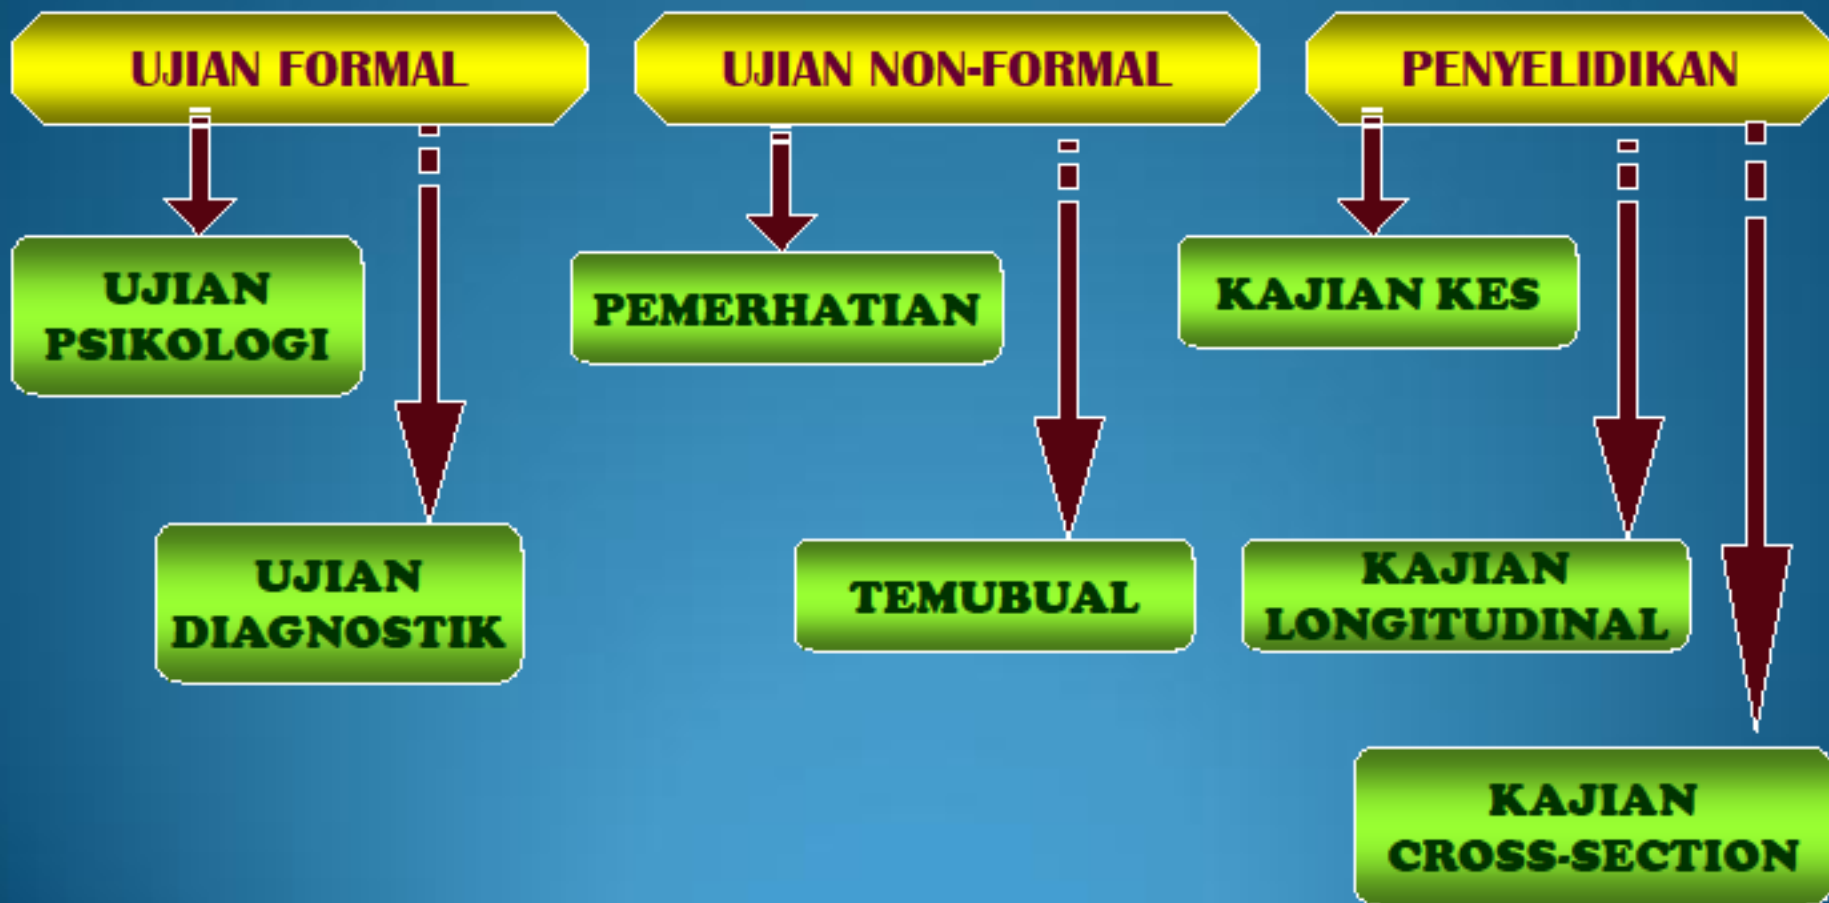 UJIAN FORMAL
UJIAN NON-FORMAL
PENYELIDIKAN
UJIAN
PSIKOLOGI
PEMERHATIAN
KAJIAN KES
UJIAN
DIAGNOSTIK
TEMUBUAL
KAJIAN
LONGITUDINAL
KAJIAN
CROSS-SECTION